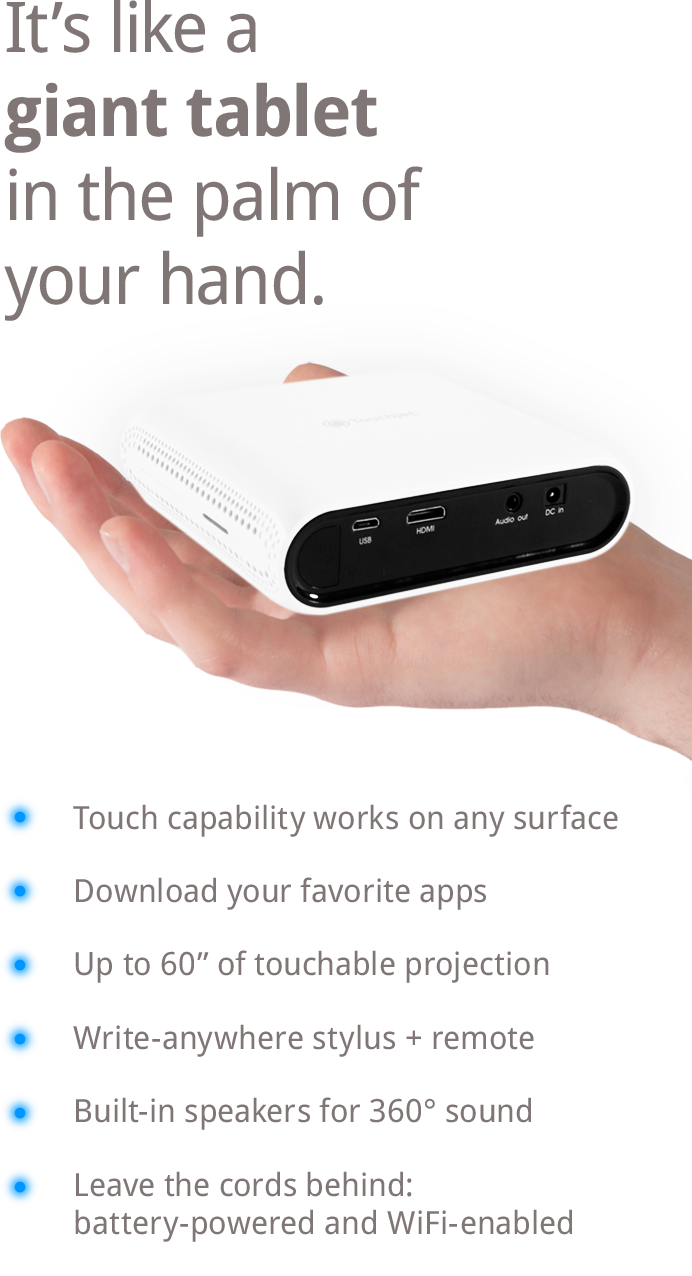 It’s like a
giant tablet
in the palm of
your hand.
USB
HDMI
Audio out
DC in
Touch capability works on any surface
Download your favorite apps
Up to 60” of touchable projection
Write-anywhere stylus + remote
Built-in speakers for 360° sound
Leave the cords behind:
battery-powered and WiFi-enabled